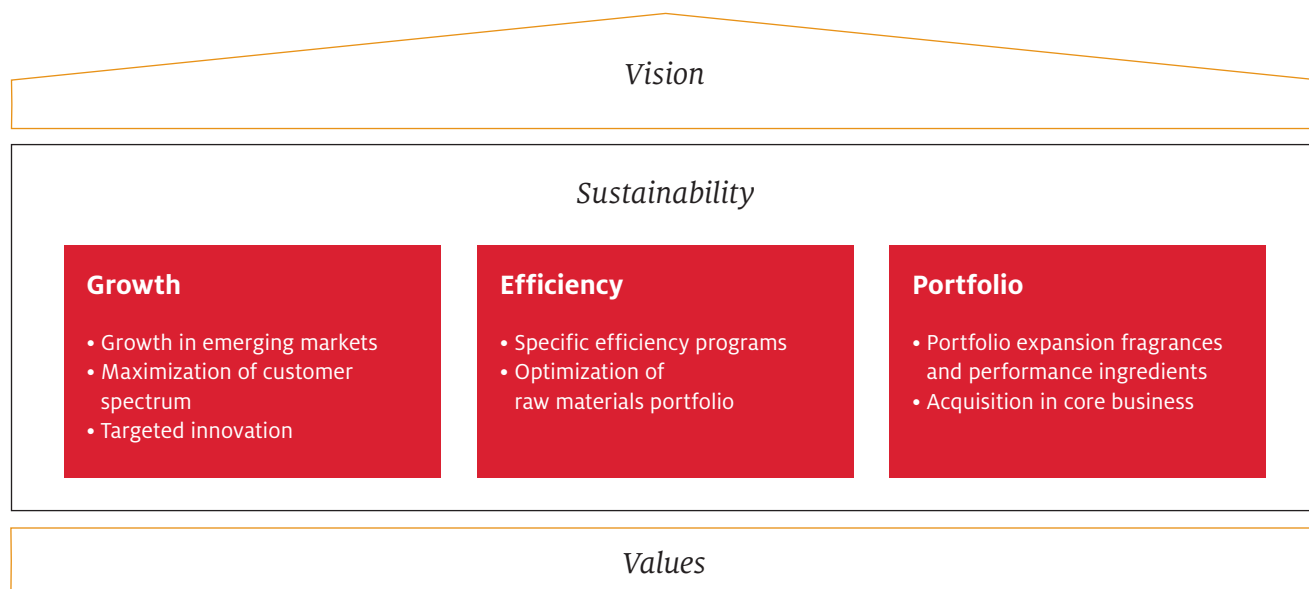 Vision
Sustainability
Growth
• Growth in emerging markets
• Maximization of customer
spectrum
• Targeted innovation
Efficiency
• Specific efficiency programs
• Optimization of
raw materials portfolio
Portfolio
• Portfolio expansion fragrances
and performance ingredients
• Acquisition in core business
Values